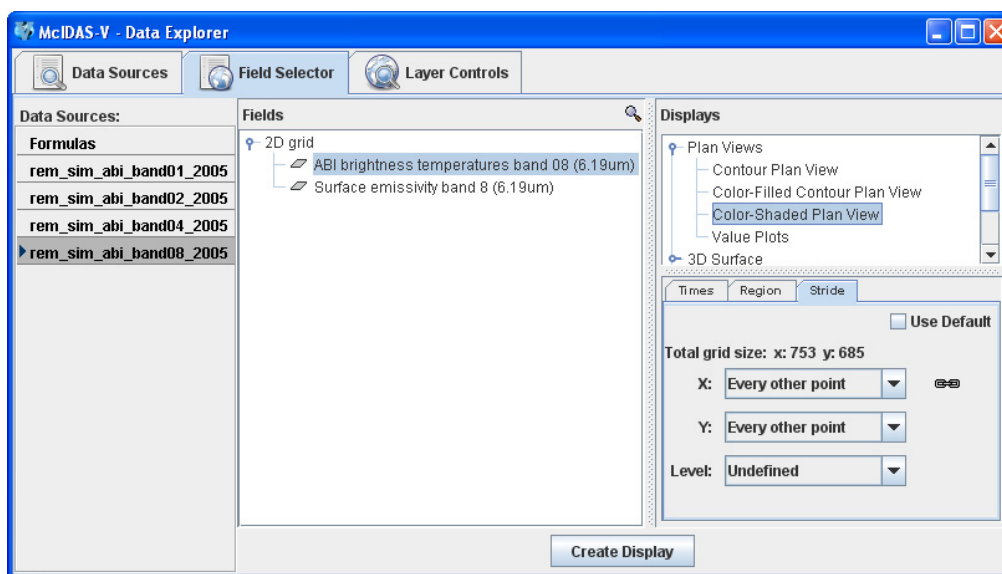 McIDAS-V - Data Explorer
Data Sources
Field Selector
Layer Controls
Data Sources:
Formulas
rem_sim_abi_band01_2005
rem_sim_abi_band02_2005
rem_sim_abi_band04_2005
rem_sim_abi_band08_2005
Fields
2D grid
ABI brightness temperatures band 08 (6.19um)
Surface emissivity band 8 (6.19um)
Displays
Plan Views
Contour Plan View
Color-Filled Contour Plan View
Color-Shaded Plan View
Value Plots
3D Surface
Times
Region
Stride
Use Default
Total grid size: x: 753 y: 685
X: Every other point
Y: Every other point
Level: Undefined
Create Display